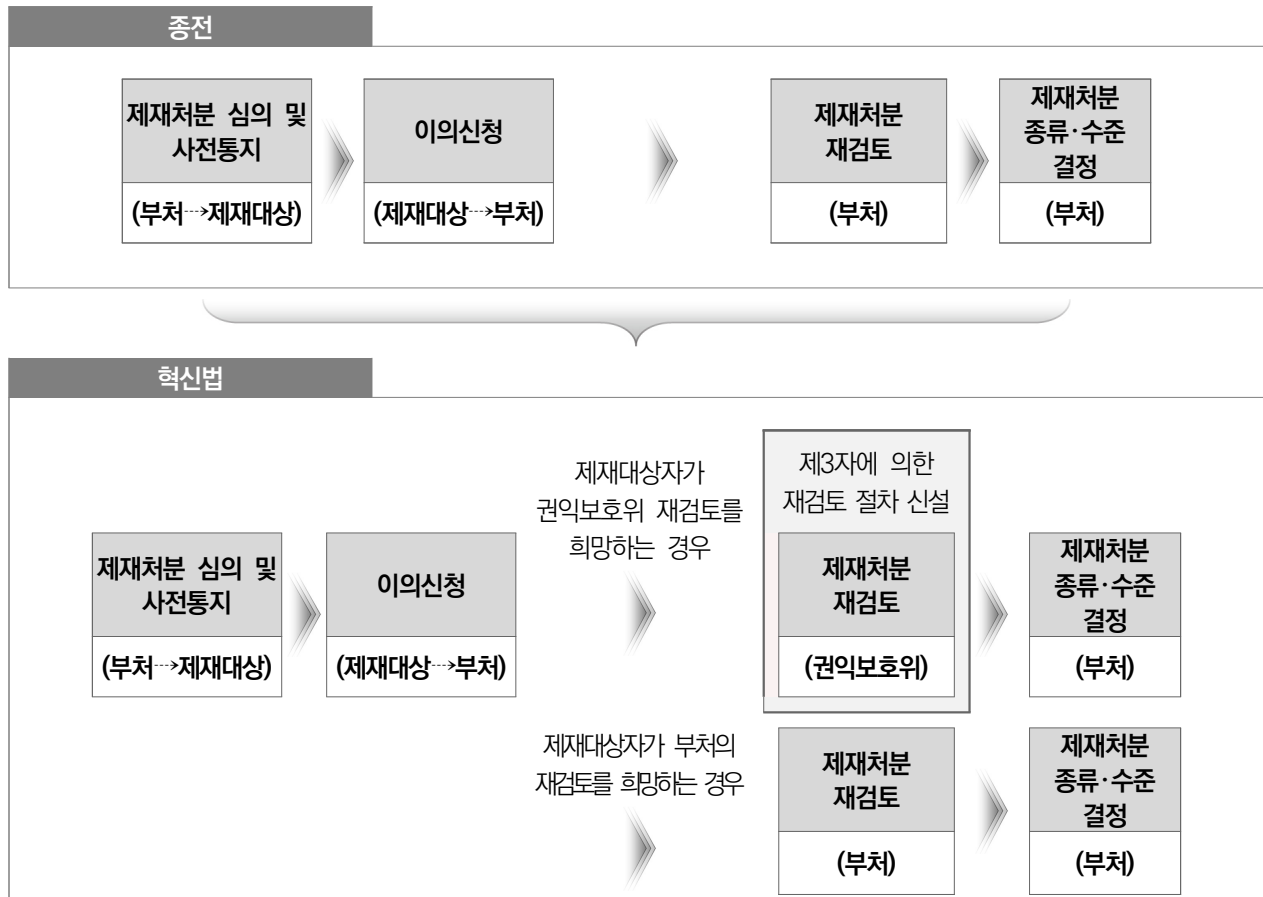 종전
제재처분 심의 및
사전통지
(부처⋯→제재대상)
이의신청
(제재대상⋯→부처)
제재처분
재검토
(부처)
제재처분
종류·수준
결정
(부처)
혁신법
제재처분 심의 및
사전통지
(부처⋯→제재대상)
이의신청
(제재대상⋯→부처)
제재대상자가
권익보호위 재검토를
희망하는 경우
제3자에 의한
재검토 절차 신설
제재처분
재검토
(권익보호위)
제재처분
종류·수준
결정
(부처)
제재대상자가 부처의
재검토를 희망하는 경우
제재처분
재검토
(부처)
제재처분
종류·수준
결정
(부처)